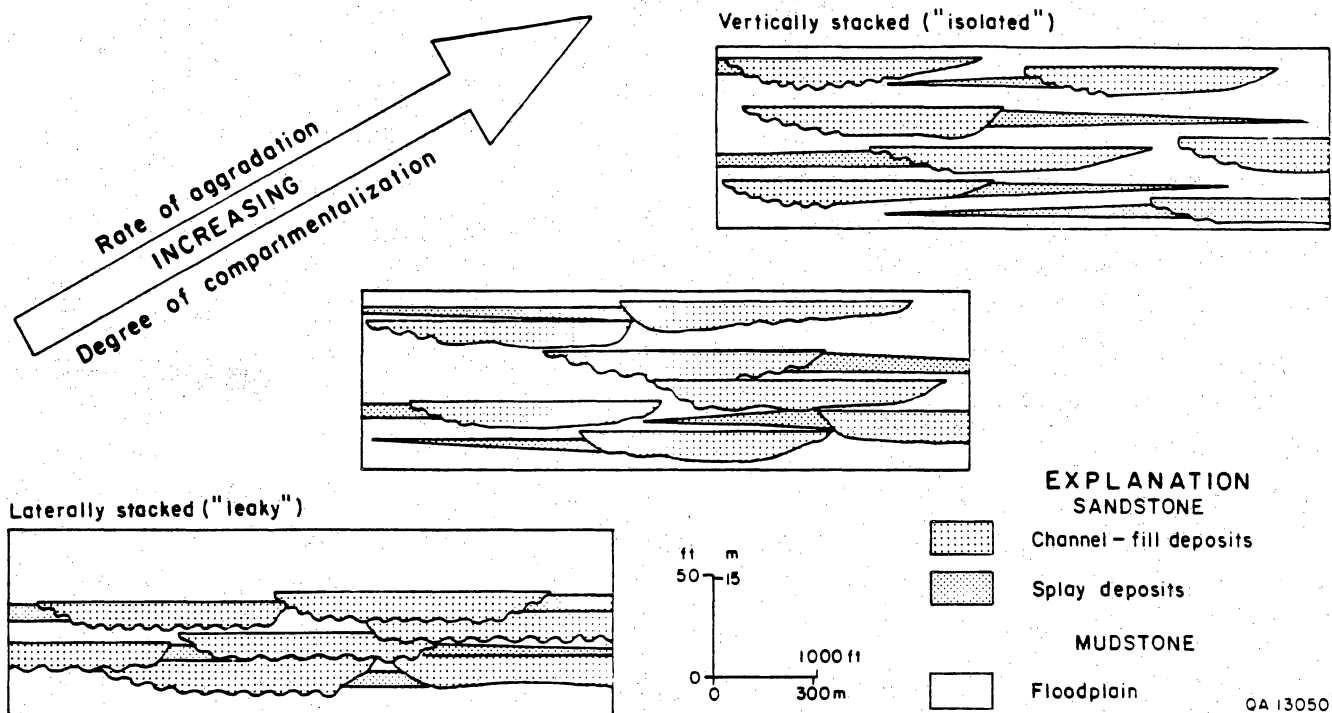 Vertically stacked ("isolated")
Rate of aggradation
INCREASING
Degree of compartmentalization
Laterally stacked ("leaky")
ft m
50 15
1000 ft
0
0 300m
EXPLANATION
SANDSTONE
Channel-fill deposits
Splay deposits
MUDSTONE
Floodplain
QA 13050